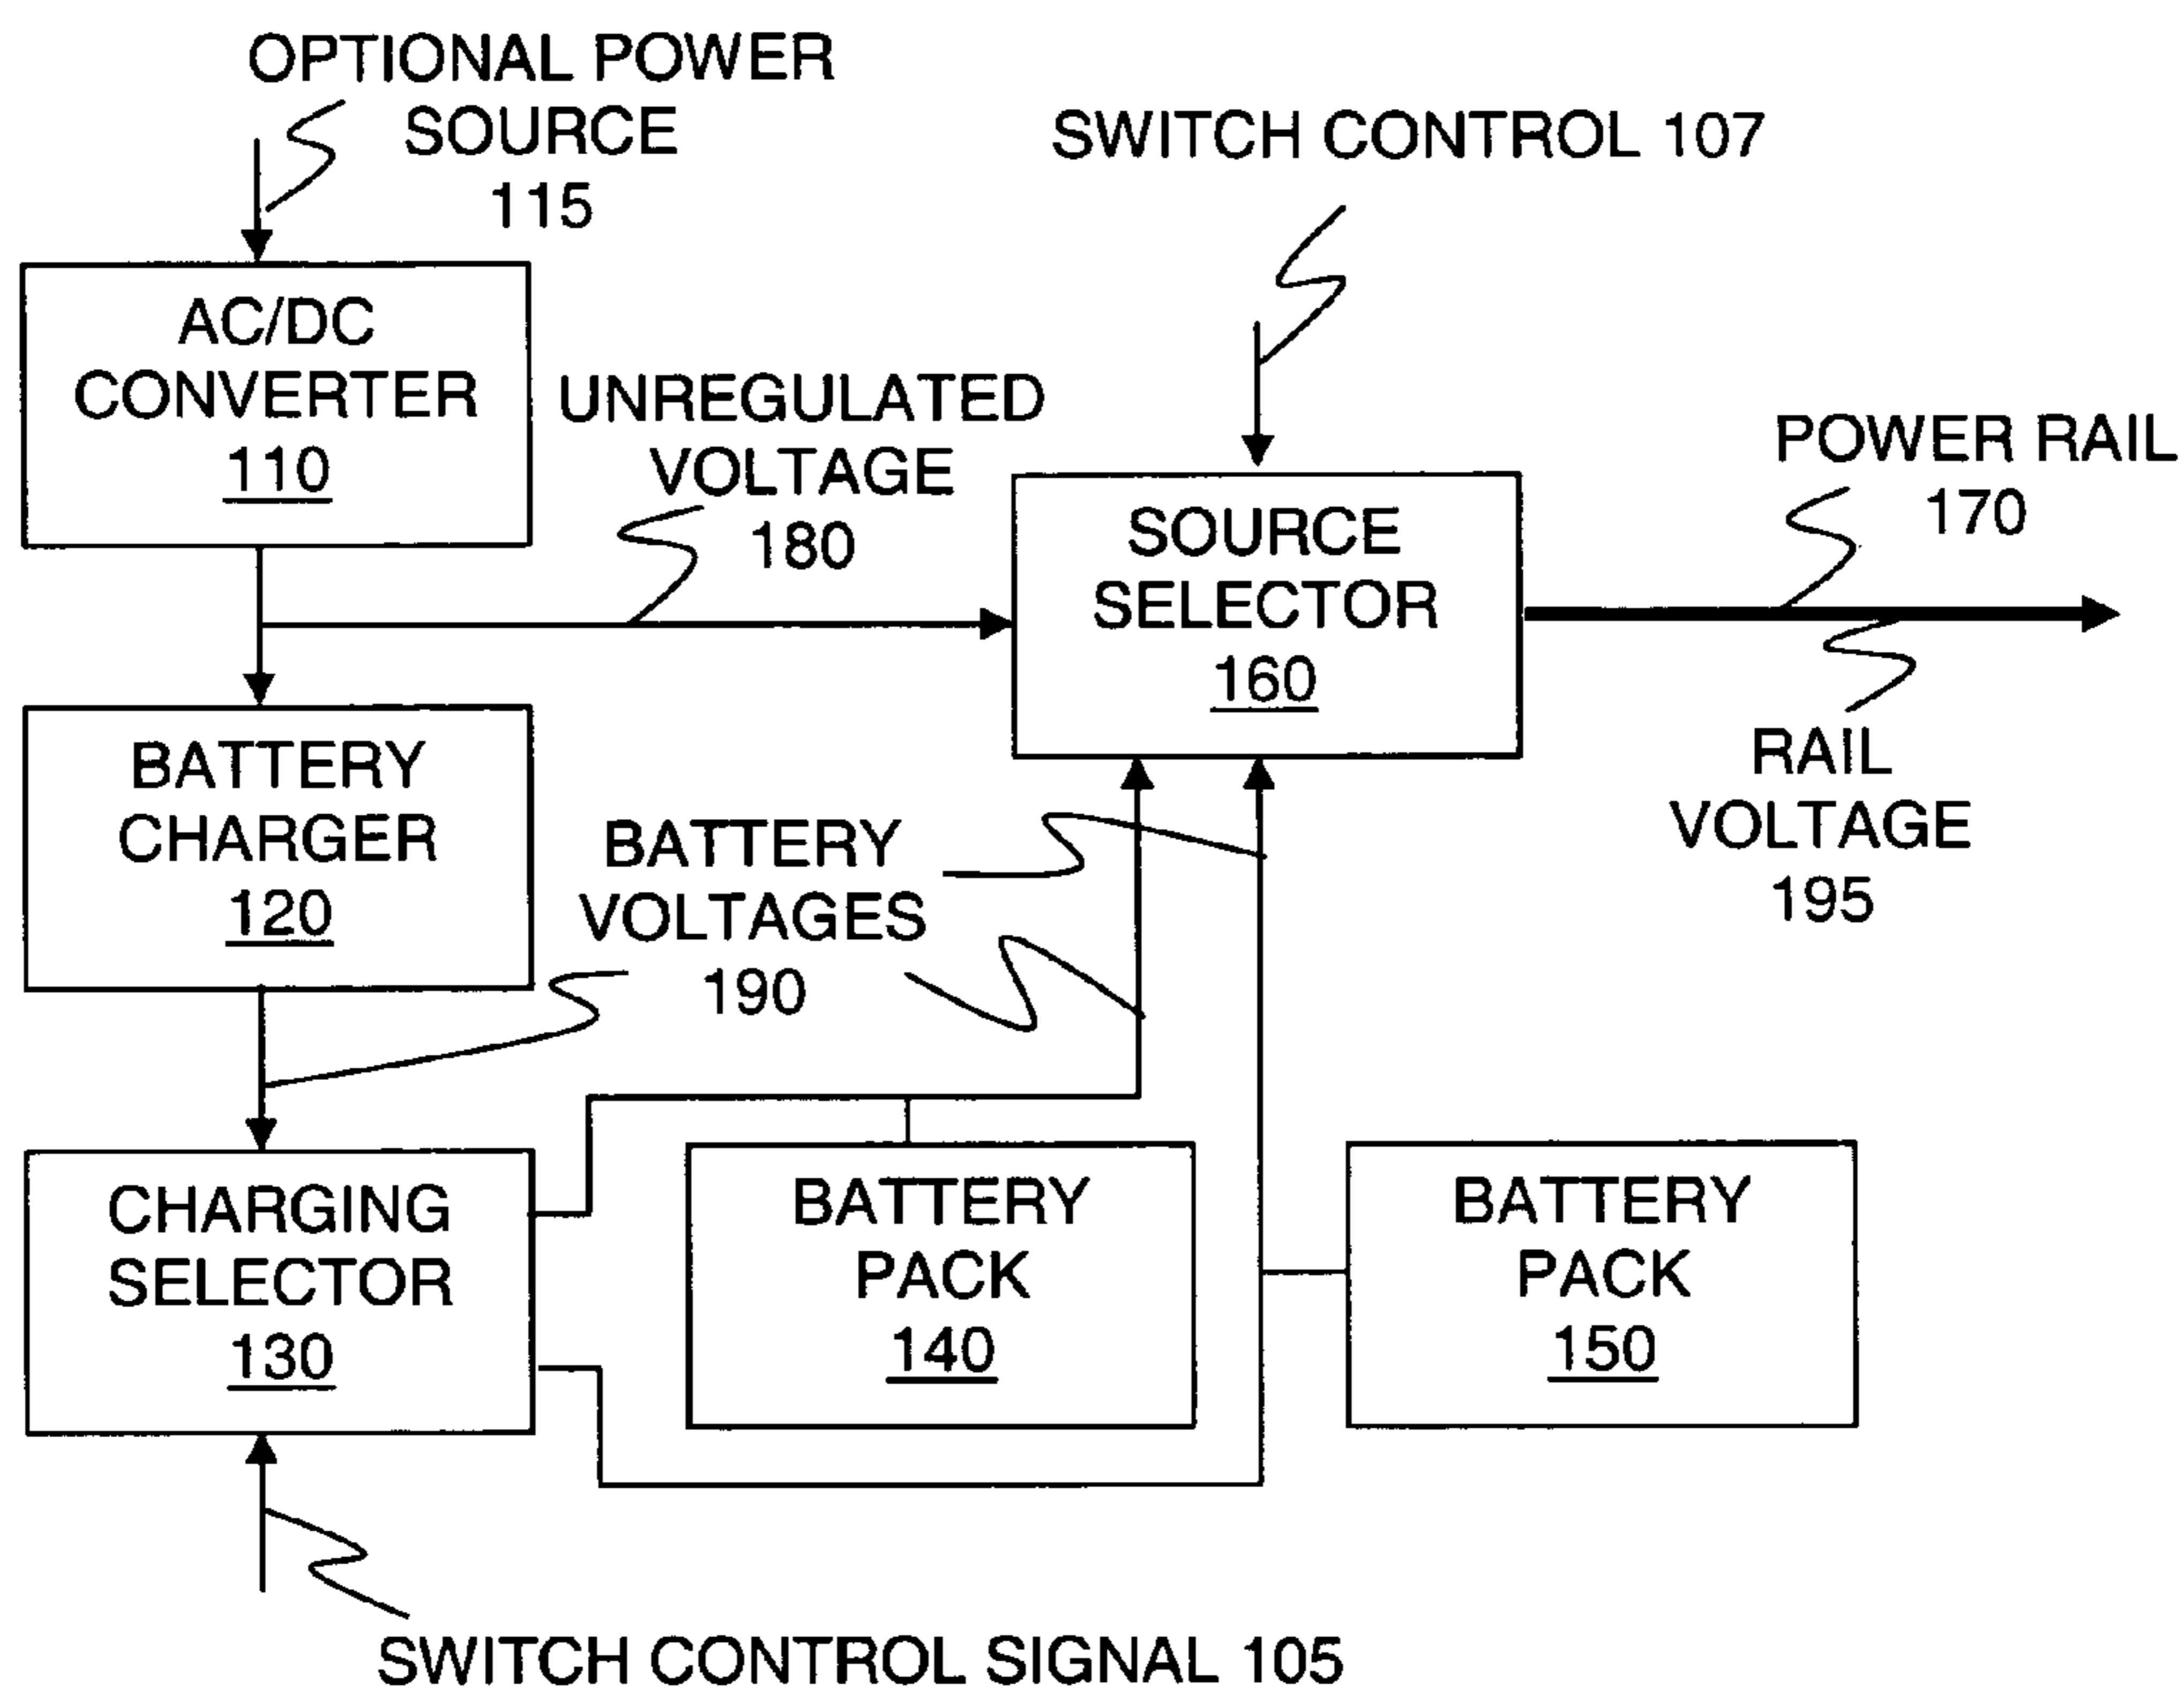 OPTIONAL POWER
SOURCE
115
SWITCH CONTROL 107
AC/DC
CONVERTER
110
UNREGULATED
VOLTAGE
180
SOURCE
SELECTOR
160
POWER RAIL
170
RAIL
VOLTAGE
195
BATTERY
CHARGER
120
BATTERY
VOLTAGES
190
CHARGING
SELECTOR
130
BATTERY
PACK
140
BATTERY
PACK
150
SWITCH CONTROL SIGNAL 105